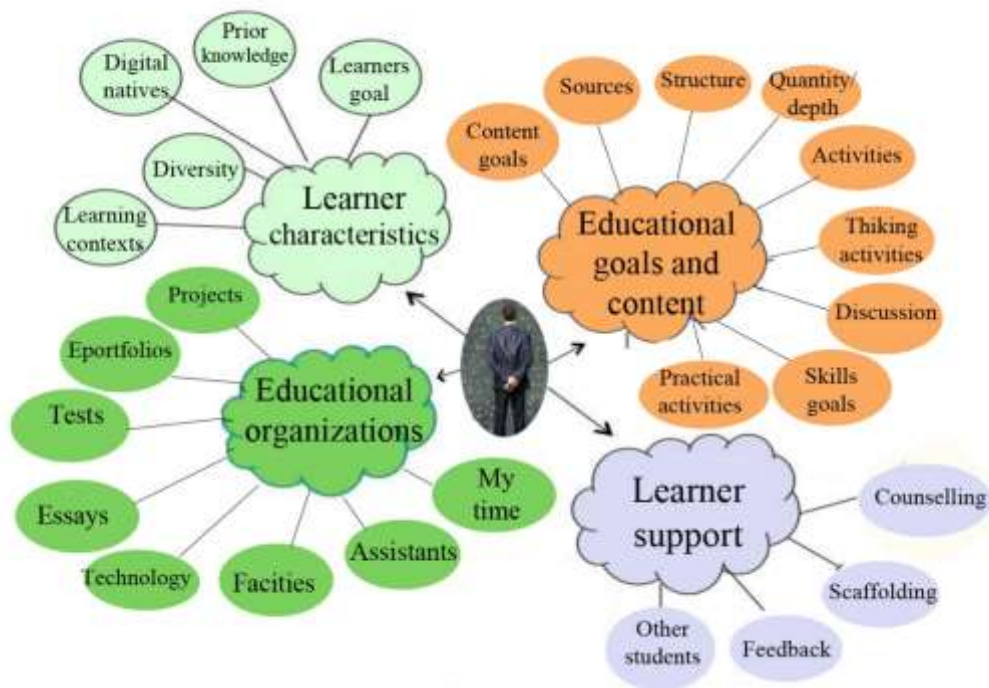 Prior
knowledge
Digital
natives
Learners
goal
Diversity
Learning
contexts
Learner
characteristics
Sources
Structure
Quantity/
depth
Content
goals
Activities
Thiking
activities
Discussion
Skills
goals
Practical
activities
Educational
goals and
content
Projects
Eportfolios
Tests
Essays
Technology
Facities
Assistants
My
time
Educational
organizations
Learner
support
Counselling
Scaffolding
Feedback
Other
students